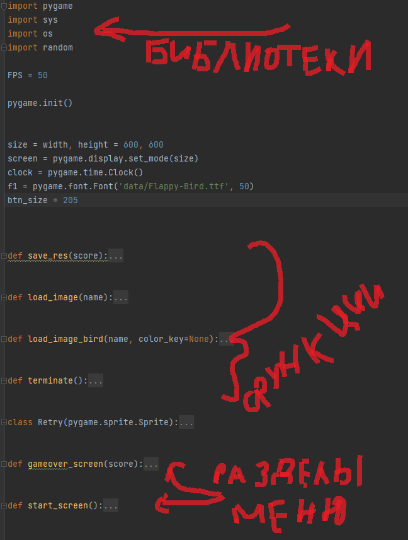 import pygame
import sys
import os
import random
БИБЛИОТЕКИ
FPS = 50
pygame.init()
size = width, height = 600, 600
screen = pygame.display.set_mode(size)
clock = pygame.time.Clock()
f1 = pygame.font.Font('data/Flappy-Bird.ttf', 50)
btn_size = 205
def save_res(score):...
def load_image(name):...
def load_image_bird(name, color_key=None):...
def terminate():...
ФУНКЦИИ
class Retry(pygame.sprite.Sprite):...
def gameover_screen(score):...
def start_screen():...
РАЗДЕЛЫ
МЕНЮ